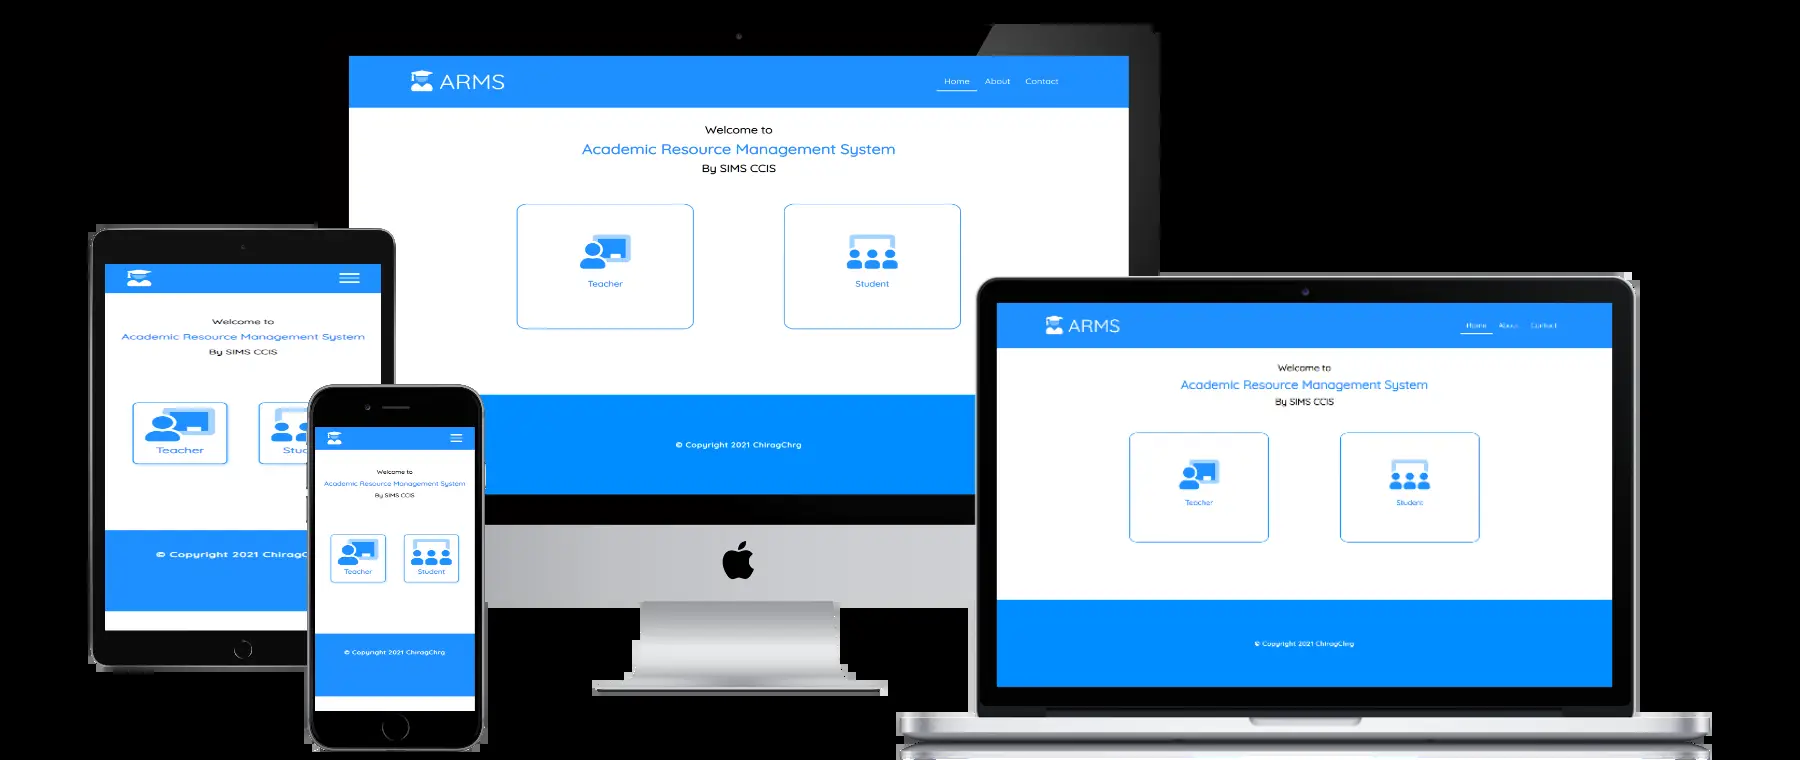 ARMS
Home About Contact
Welcome to
Academic Resource Management System
By SIMS CCIS
Teacher
Student
© Copyright 2021 ChiragChrg
Welcome to
Academic Resource Management System
By SIMS CCIS
Teacher
Stud
© Copyright 2021 ChiragC
Welcome to
Academic Resource Management System
By SIMS CCIS
Teacher
Student
© Copyright 2021 ChiragChrg
ARMS
Home About Contact
Welcome to
Academic Resource Management System
By SIMS CCIS
Teacher
Student
© Copyright 2021 ChiragChrg